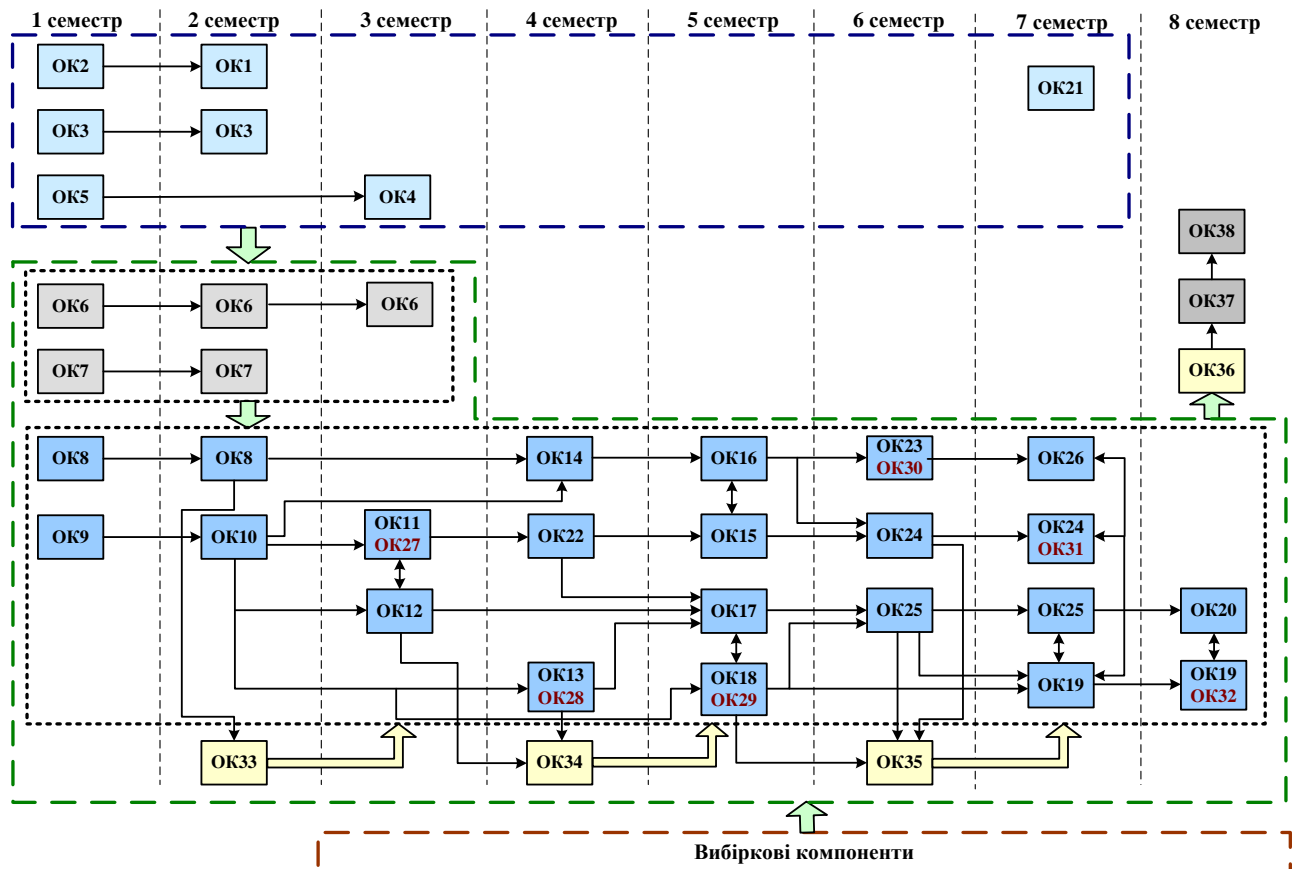 1 семестр
2 семестр
3 семестр
4 семестр
5 семестр
6 семестр
7 семестр
8 семестр
ОК2
ОК1
ОК21
ОК3
ОК3
ОК5
ОК4
ОК38
ОК6
ОК6
ОК6
ОК37
ОК7
ОК7
ОК36
ОК8
ОК8
ОК14
ОК16
ОК23
ОК30
ОК26
ОК9
ОК10
ОК11
ОК27
ОК22
ОК15
ОК24
ОК24
ОК31
ОК12
ОК17
ОК25
ОК25
ОК20
ОК13
ОК28
ОК18
ОК29
ОК19
ОК19
ОК32
ОК33
ОК34
ОК35
Вибіркові компоненти